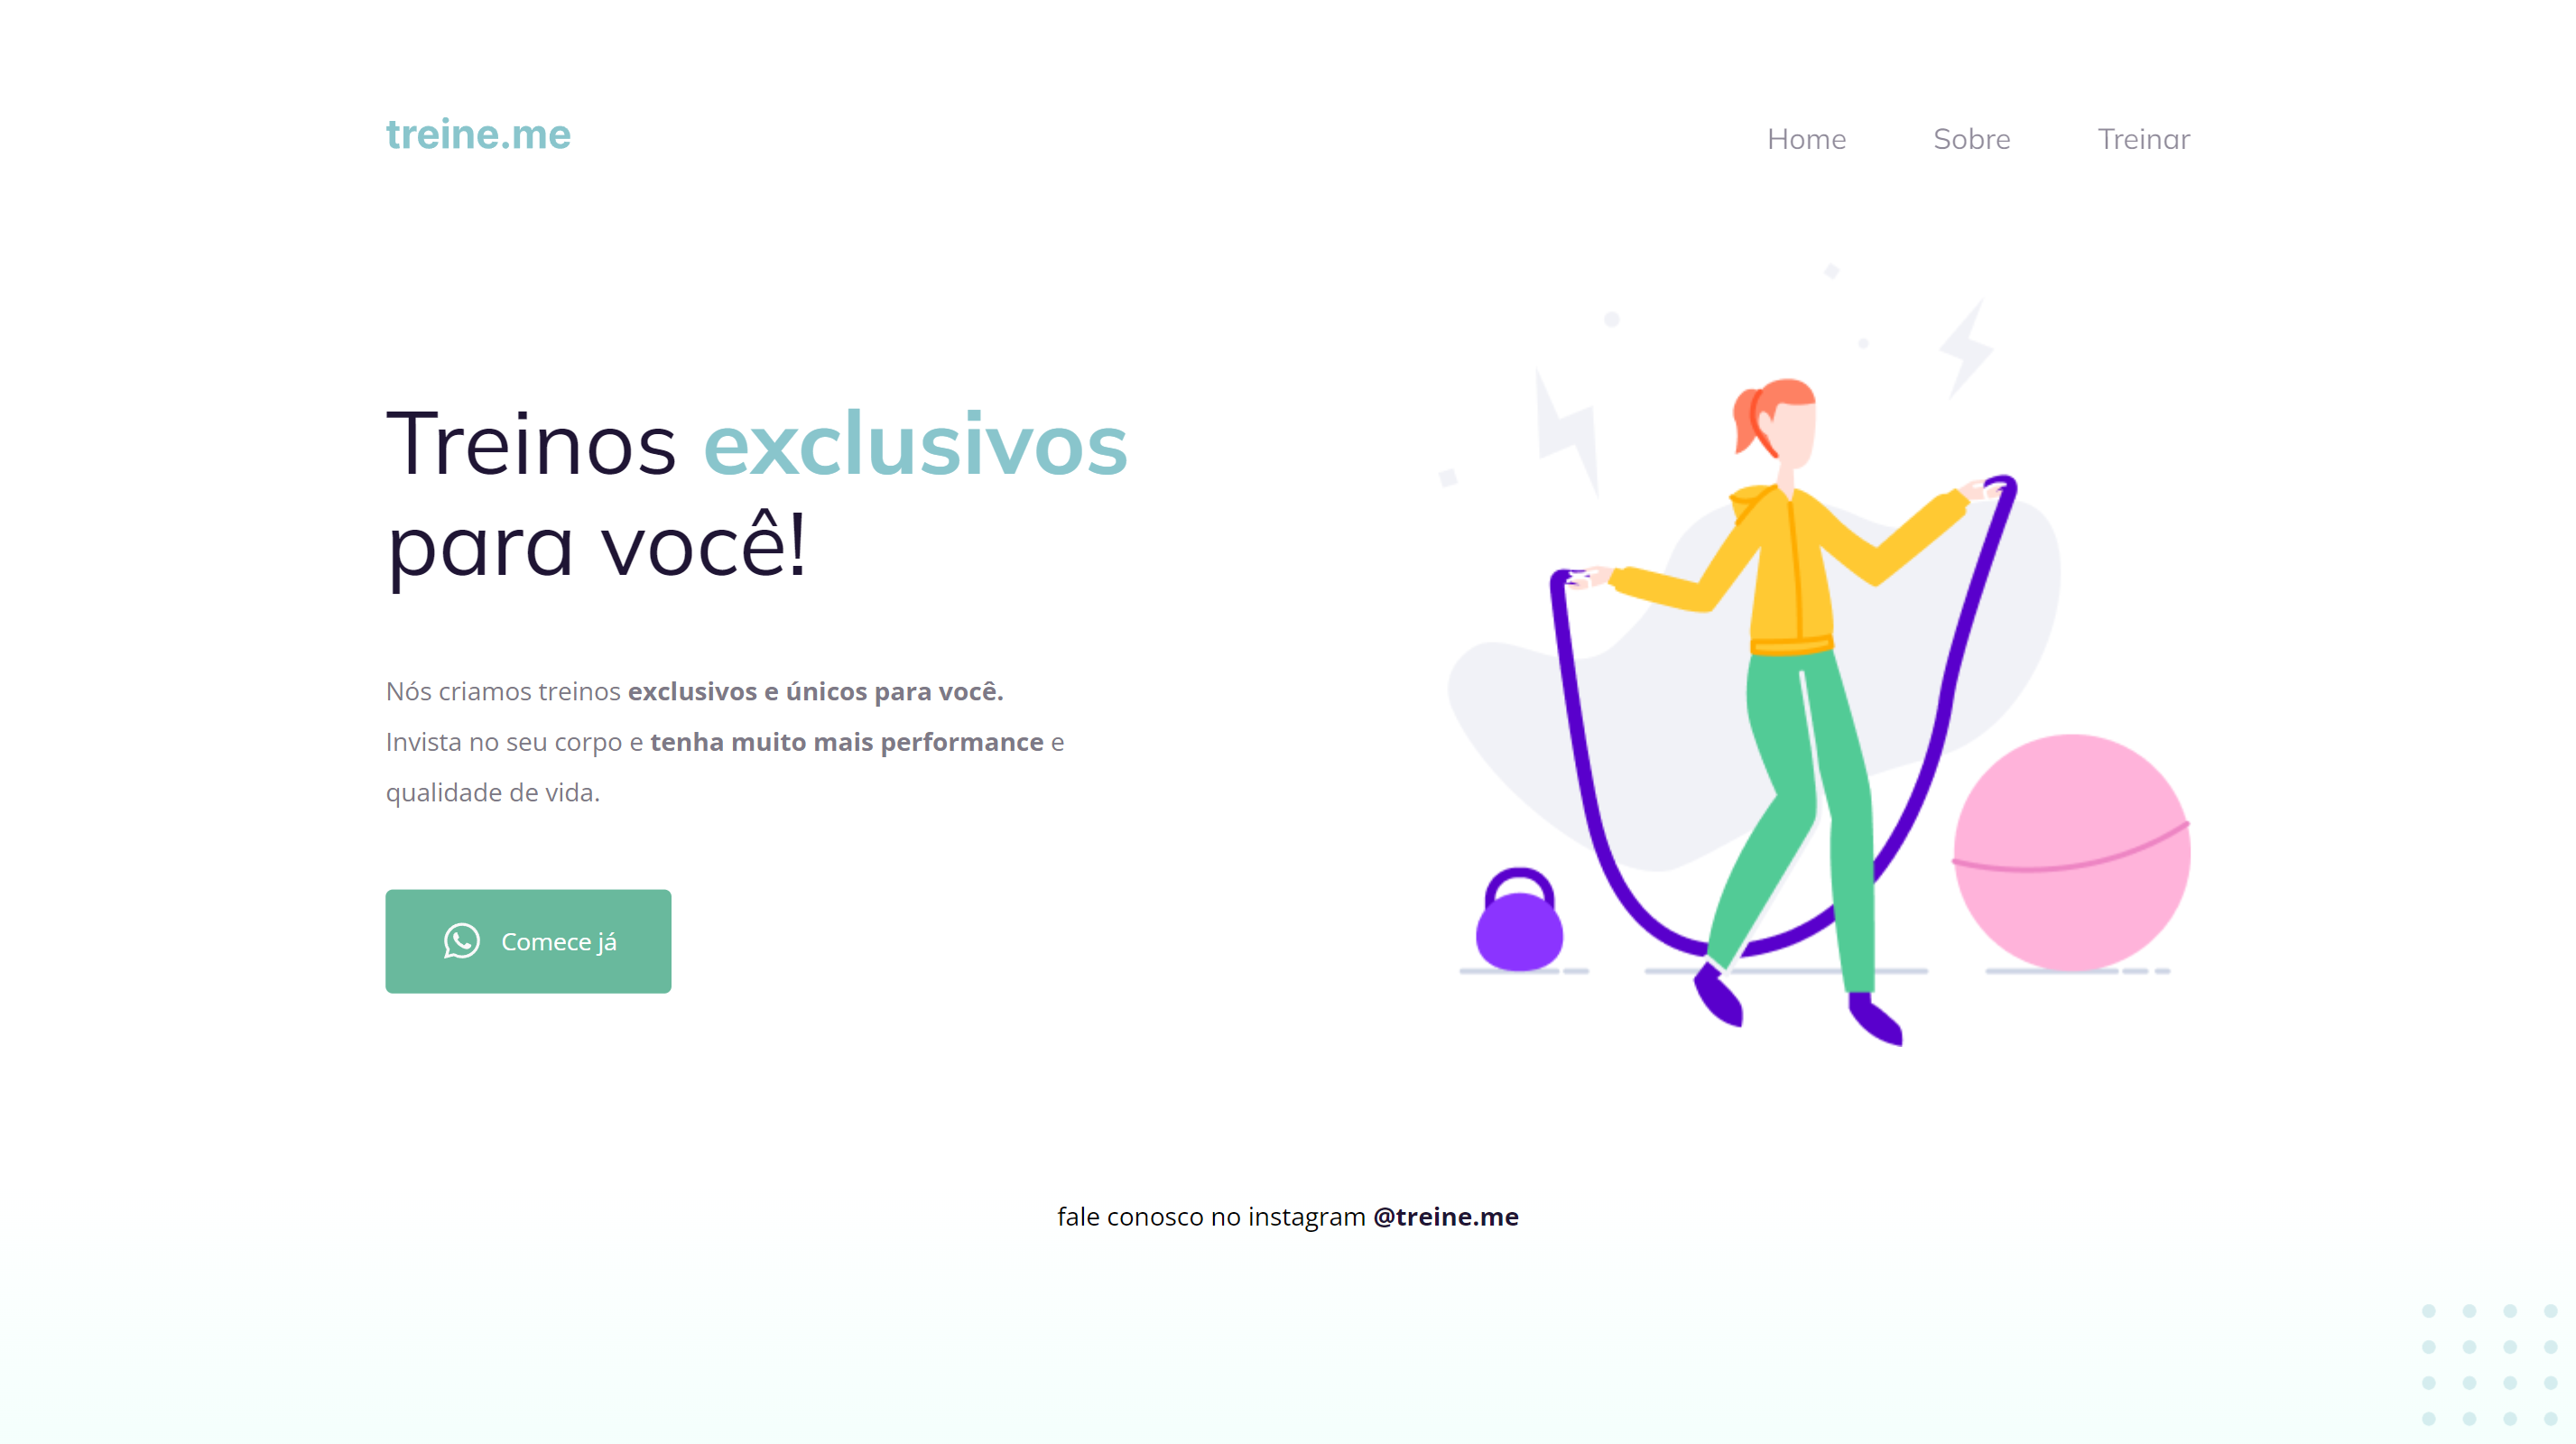 treine.me
Home Sobre Treinar
Treinos exclusivos
para você!
Nós criamos treinos exclusivos e únicos para você.
Invista no seu corpo e tenha muito mais performance e
qualidade de vida.
Comece já
fale conosco no instagram @treine.me